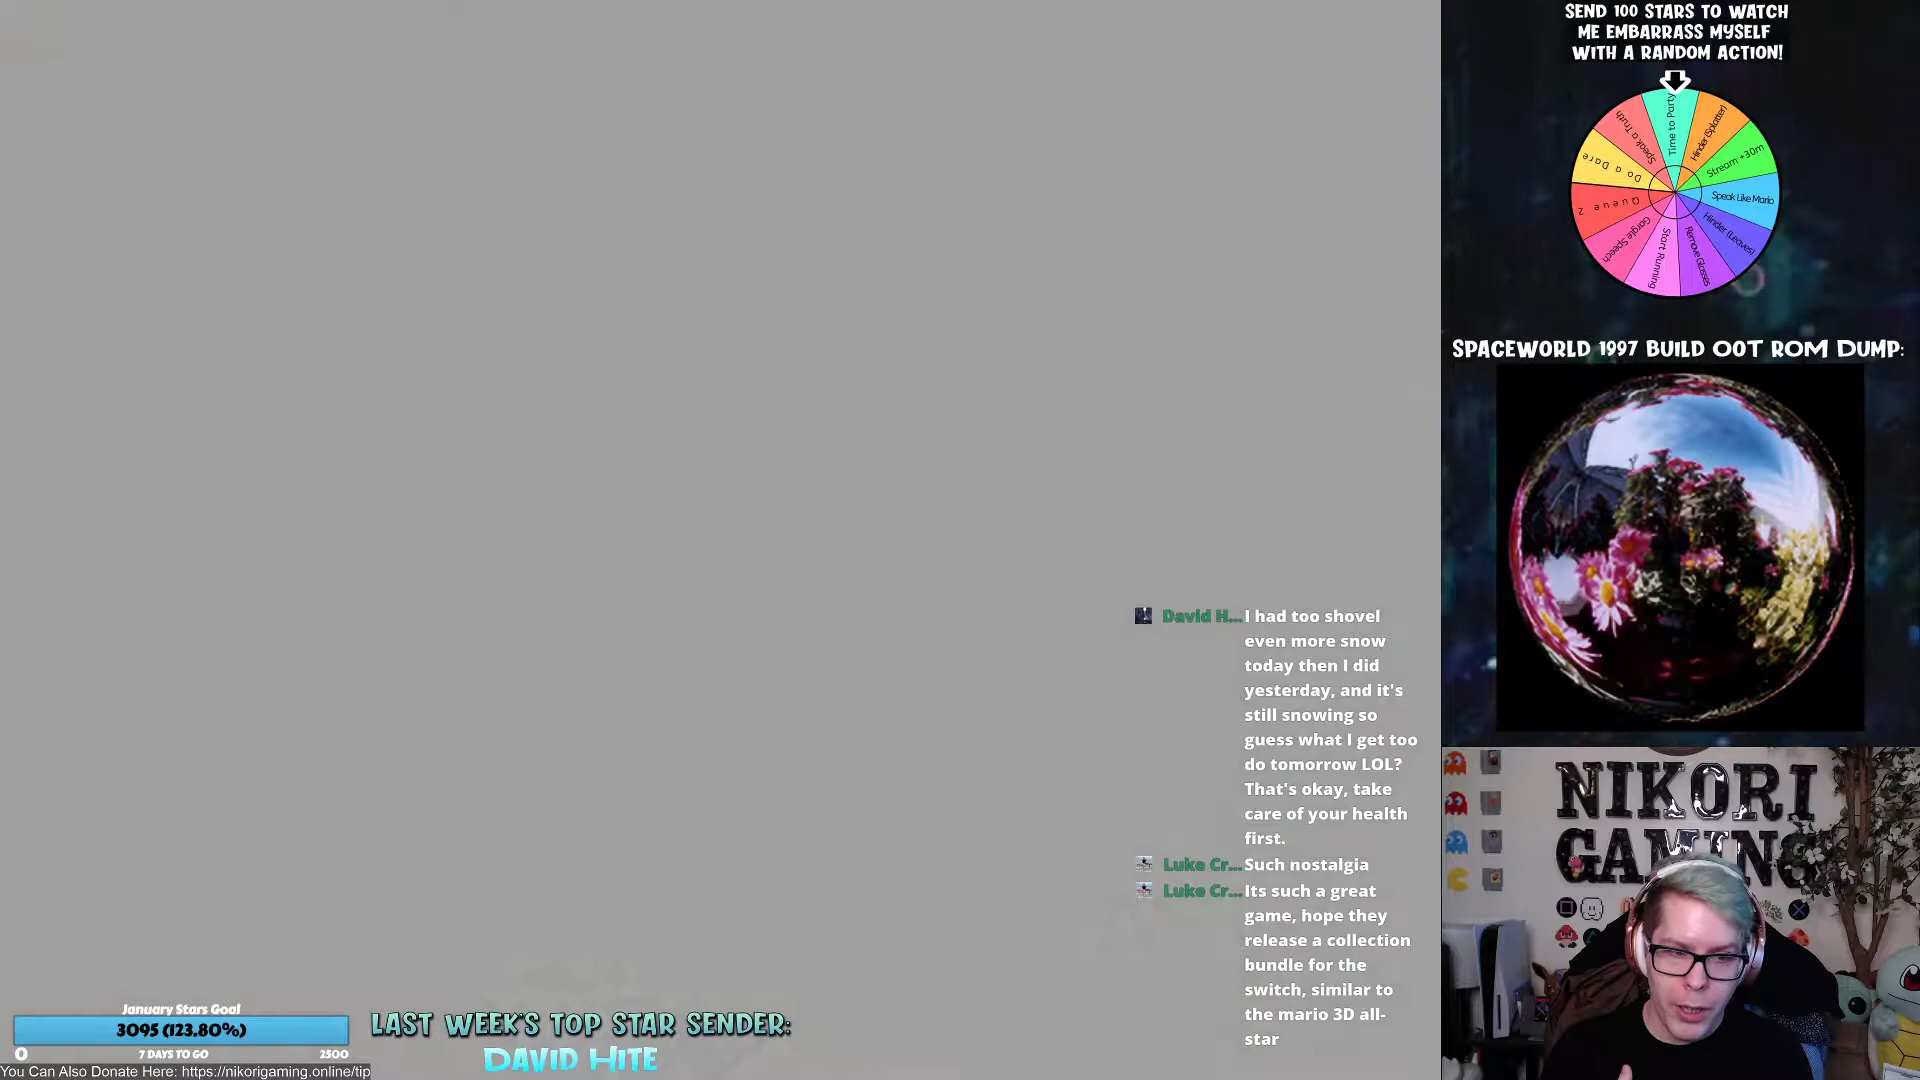 SEND 100 STARS TO WATCH
ME EMBARRASS MYSELF
WITH A RANDOM ACTION!
Time to Party
Hinder (Splatter)
Stream +30m
Speak Like Mario
Hinder (Leaves)
Remove Glasses
Start Running
Gargle Speech
Queue 2
Do a Dare
Speak a Truth
SPACEWORLD 1997 BUILD OOT ROM DUMP:
David H... I had too shovel
even more snow
today then I did
yesterday, and it's
still snowing so
guess what I get too
do tomorrow LOL?
That's okay, take
care of your health
first.
Luke Cr... Such nostalgia
Luke Cr... Its such a great
game, hope they
release a collection
bundle for the
switch, similar to
the mario 3D all-
star
NIKORI
GAMING
January Stars Goal
3095 (123.80%)
0 7 DAYS TO GO 2500
LAST WEEK'S TOP STAR SENDER:
DAVID HITE
You Can Also Donate Here: https://nikorigaming.online/tip